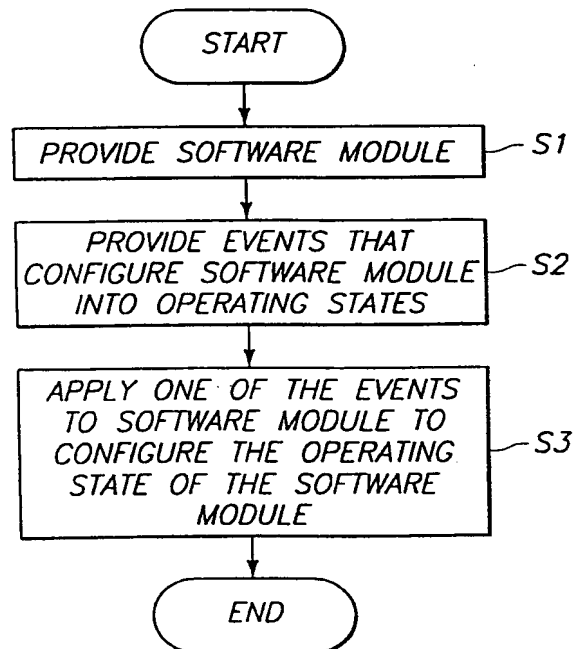 START
PROVIDE SOFTWARE MODULE
S1
PROVIDE EVENTS THAT
CONFIGURE SOFTWARE MODULE
INTO OPERATING STATES
S2
APPLY ONE OF THE EVENTS
TO SOFTWARE MODULE TO
CONFIGURE THE OPERATING
STATE OF THE SOFTWARE
MODULE
S3
END